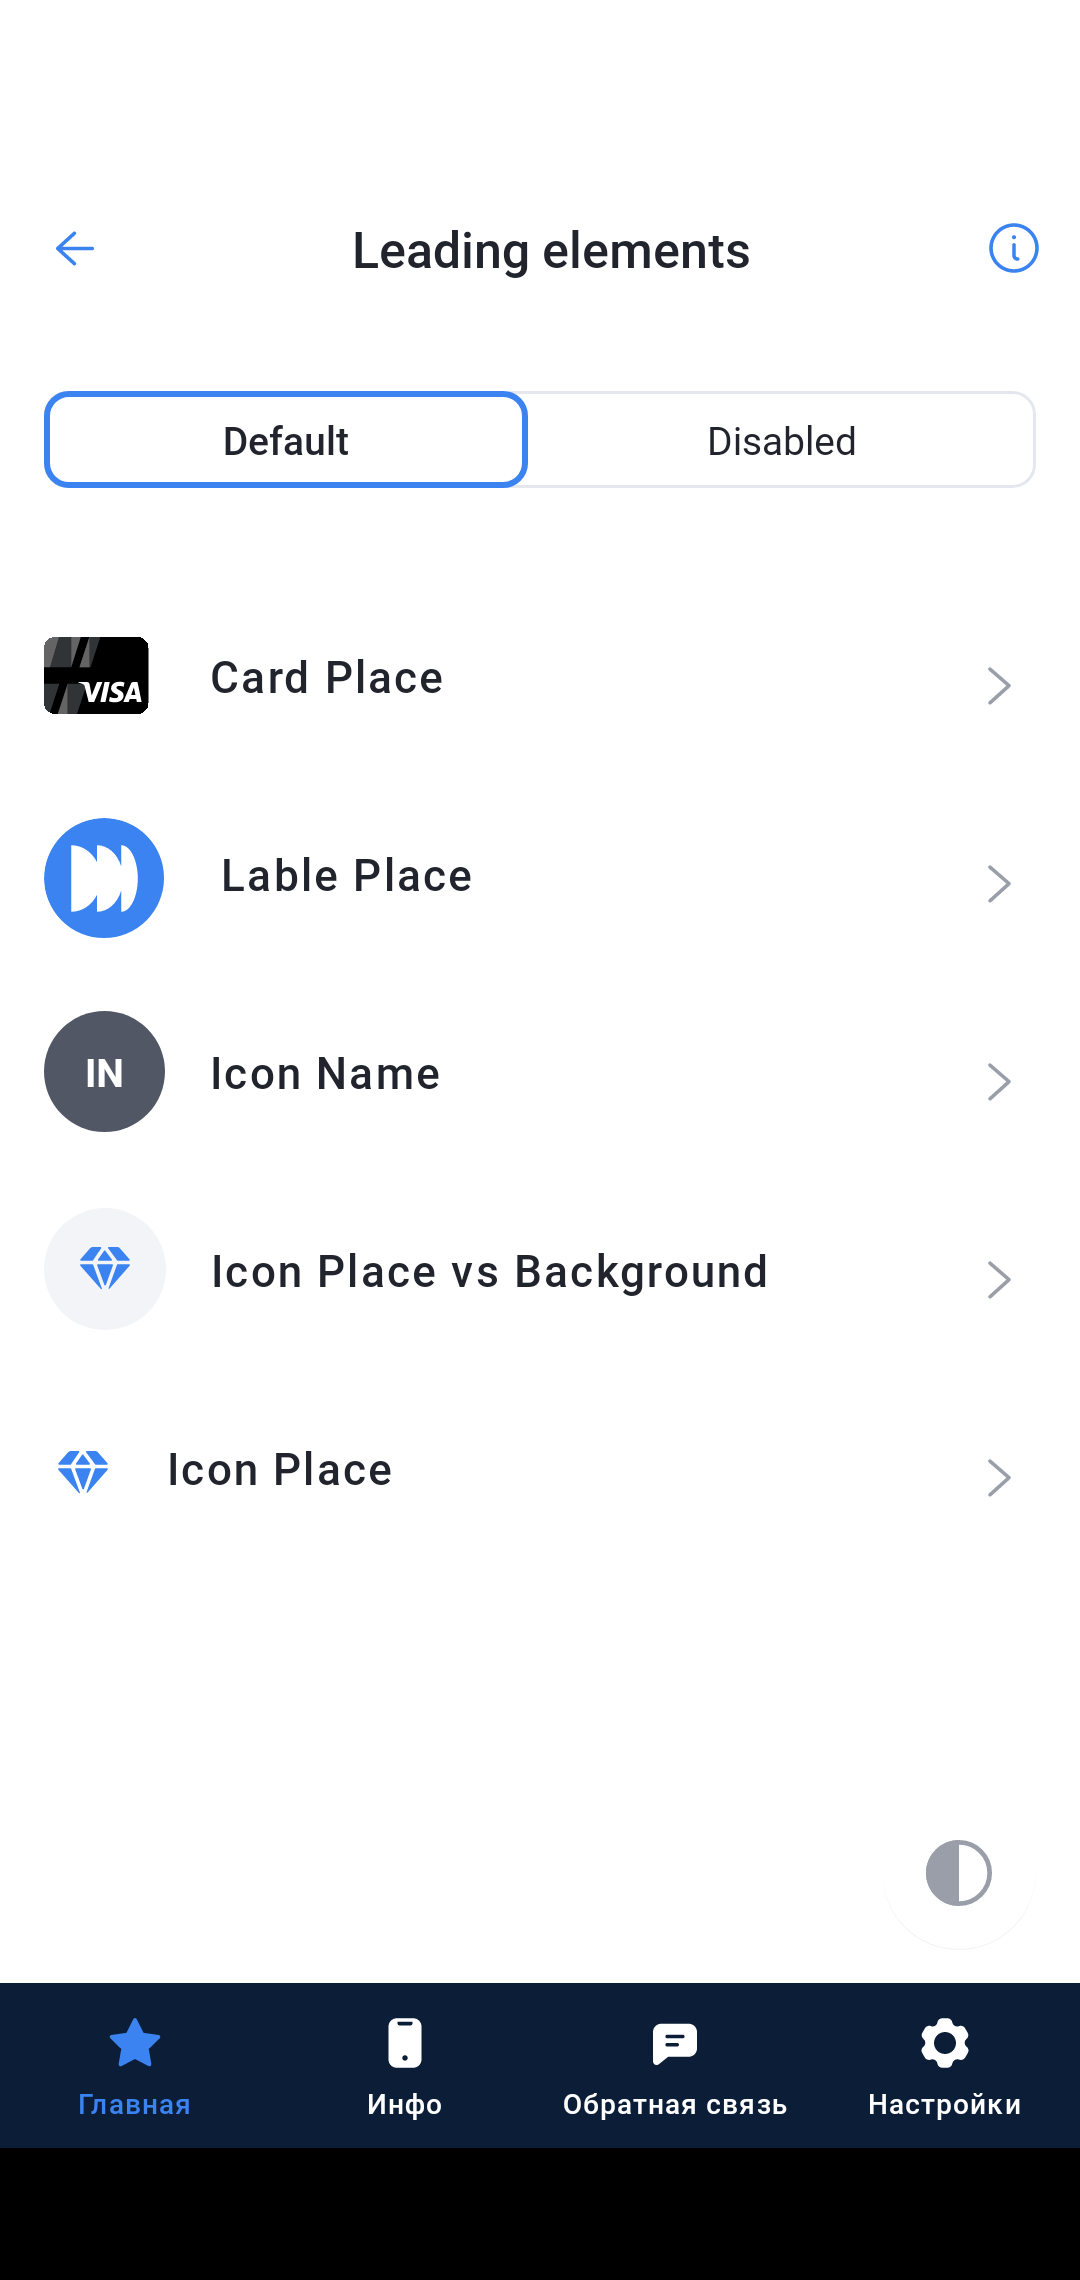 Leading elements
Default
Disabled
VISA
Card Place
Lable Place
IN
Icon Name
Icon Place vs Background
Icon Place
Главная
Инфо
Обратная связь
Настройки